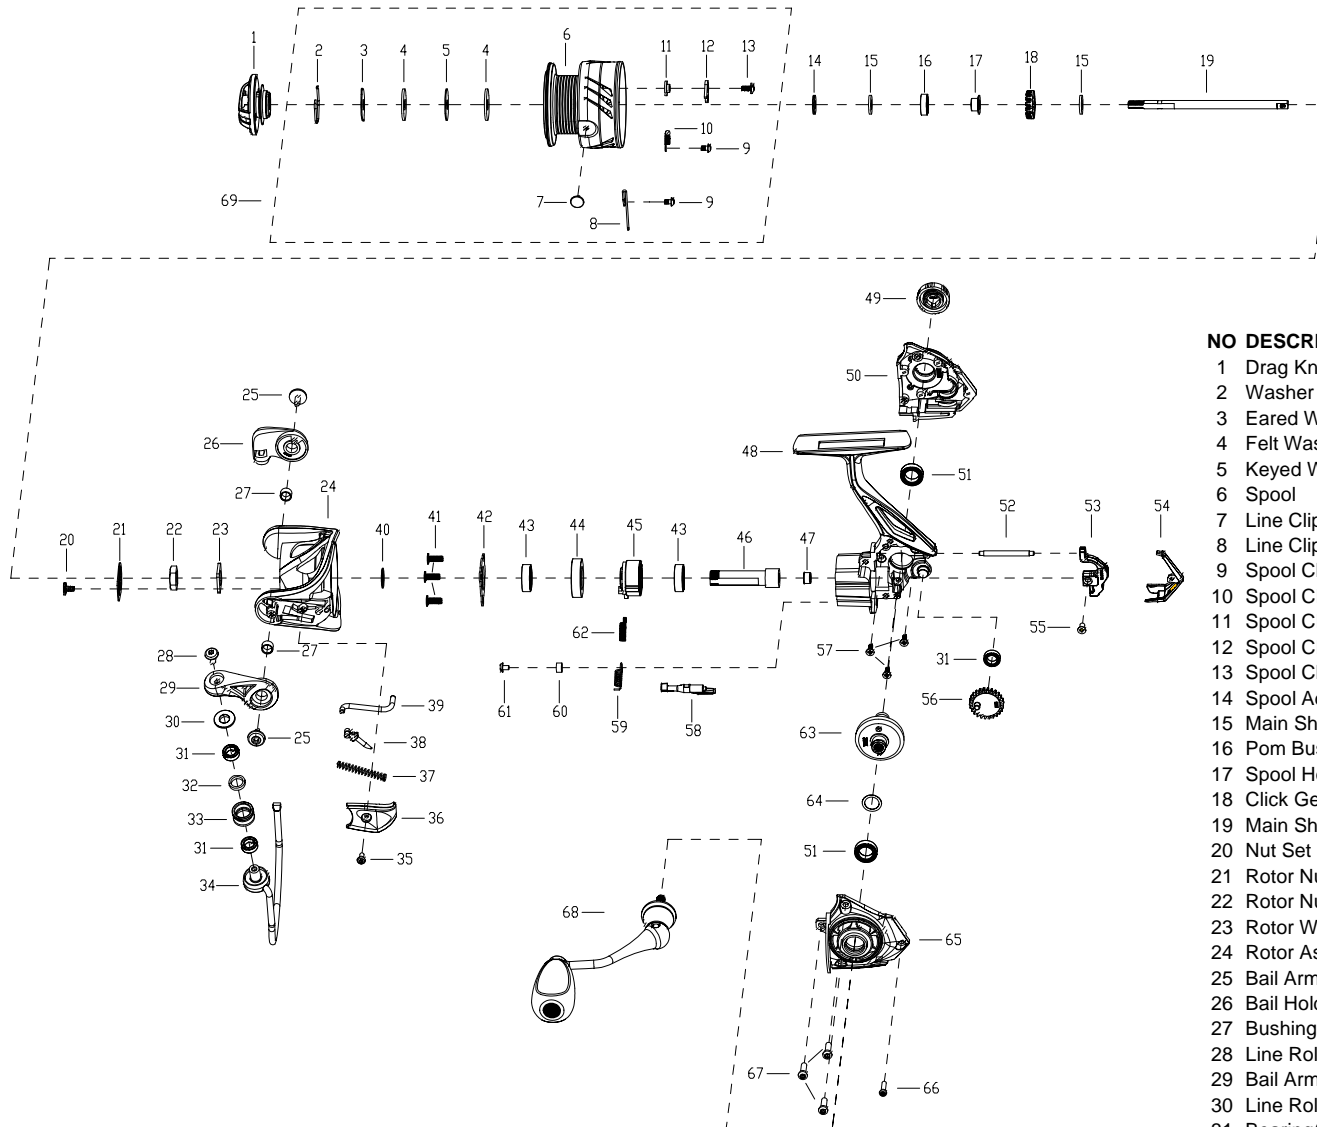 1
2
3
4
5
4
6
11
12
13
14
15
16
17
18
15
19
10
9
69
7
8
9
49
NO DESCRI
50
1 Drag Kn
25
2 Washer
26
48
3 Eared W
51
4 Felt Was
27
24
5 Keyed W
52
53
54
6 Spool
20
21
22
23
40
41
42
43
44
45
43
46
47
7 Line Clip
8 Line Clip
9 Spool Cl
10 Spool C
55
62
57
11 Spool C
28
27
31
12 Spool C
29
61
60
59
58
56
13 Spool Cl
39
14 Spool Ac
30
25
38
63
15 Main Sh
31
37
16 Pom Bus
32
64
17 Spool He
33
36
18 Click Ge
31
35
51
19 Main Sh
34
20 Nut Set
21 Rotor Nu
68
65
22 Rotor Nu
23 Rotor W
24 Rotor As
25 Bail Arm
26 Bail Hold
27 Bushing
67
66
28 Line Rol
29 Bail Arm
30 Line Rol